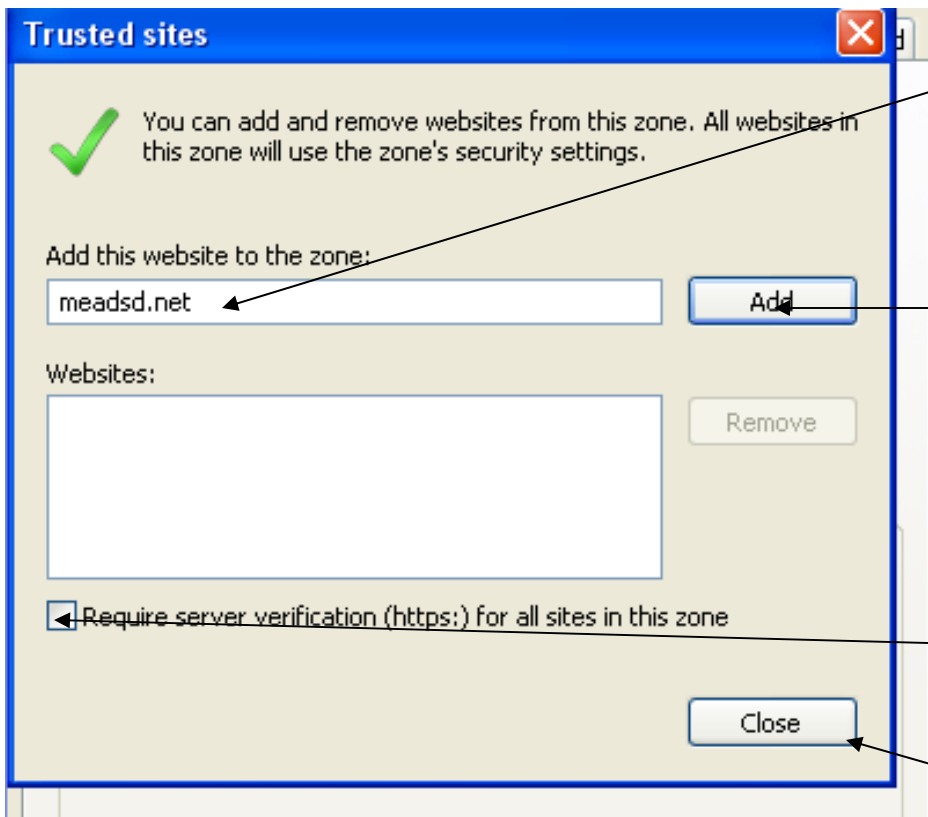 Trusted sites
You can add and remove websites from this zone. All websites in
this zone will use the zone's security settings.
Add this website to the zone:
meadsd.net
Add
Websites:
Remove
Require server verification (https:) for all sites in this zone
Close